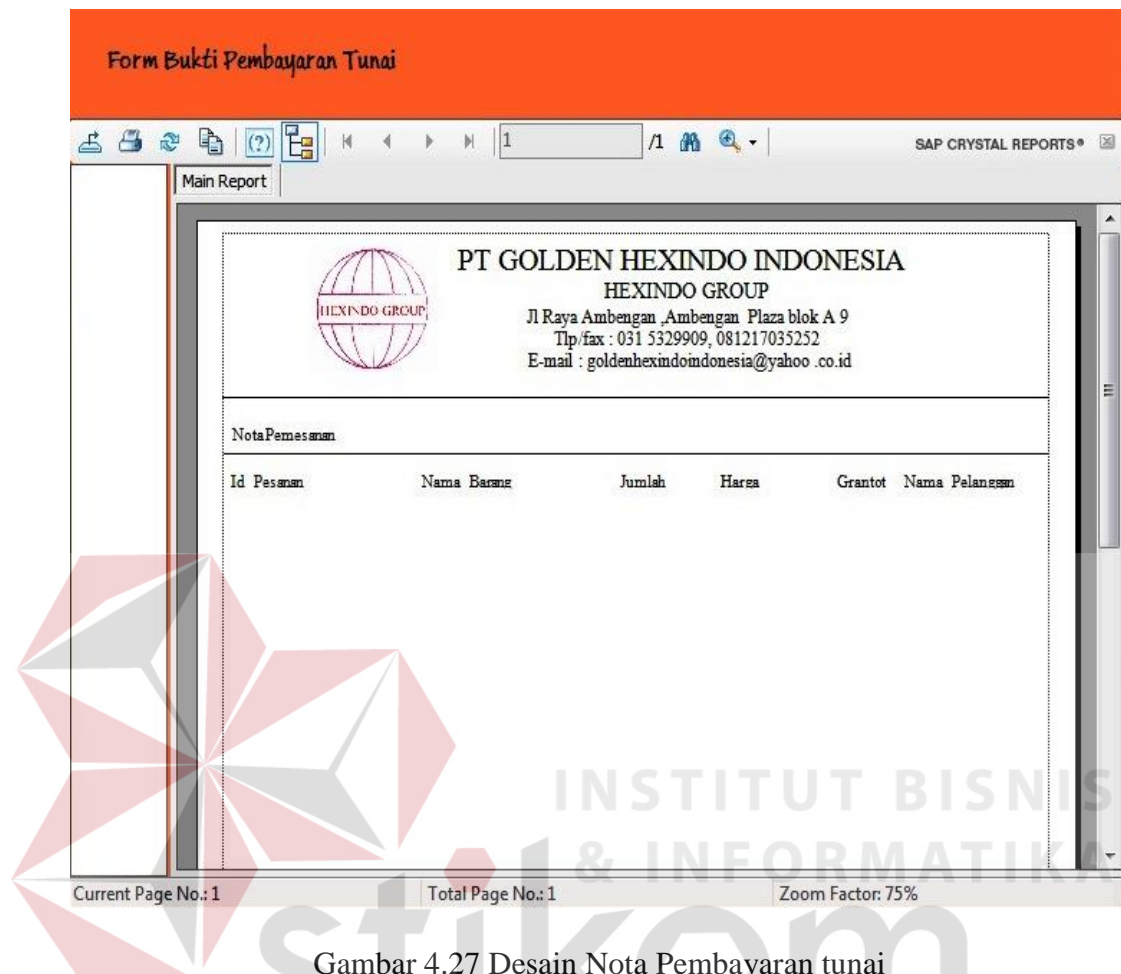 Form Bukti Pembayaran Tunai
1 /1 SAP CRYSTAL REPORTS®
Main Report
PT GOLDEN HEXINDO INDONESIA
HEXINDO GROUP
HEXINDO GROUP
Jl Raya Ambengan ,Ambengan Plaza blok A 9
Tlp/fax : 031 5329909, 081217035252
E-mail : goldenhexindoindonesia@yahoo .co.id
NotaPemesanan
Id Pesanan Nama Barang Jumlah Harga Grantot Nama Pelanggan
INSTITUT BISNIS
& INFORMATIKA
Current Page No.: 1 Total Page No.: 1 Zoom Factor: 75%
stikom
Gambar 4.27 Desain Nota Pembayaran tunai